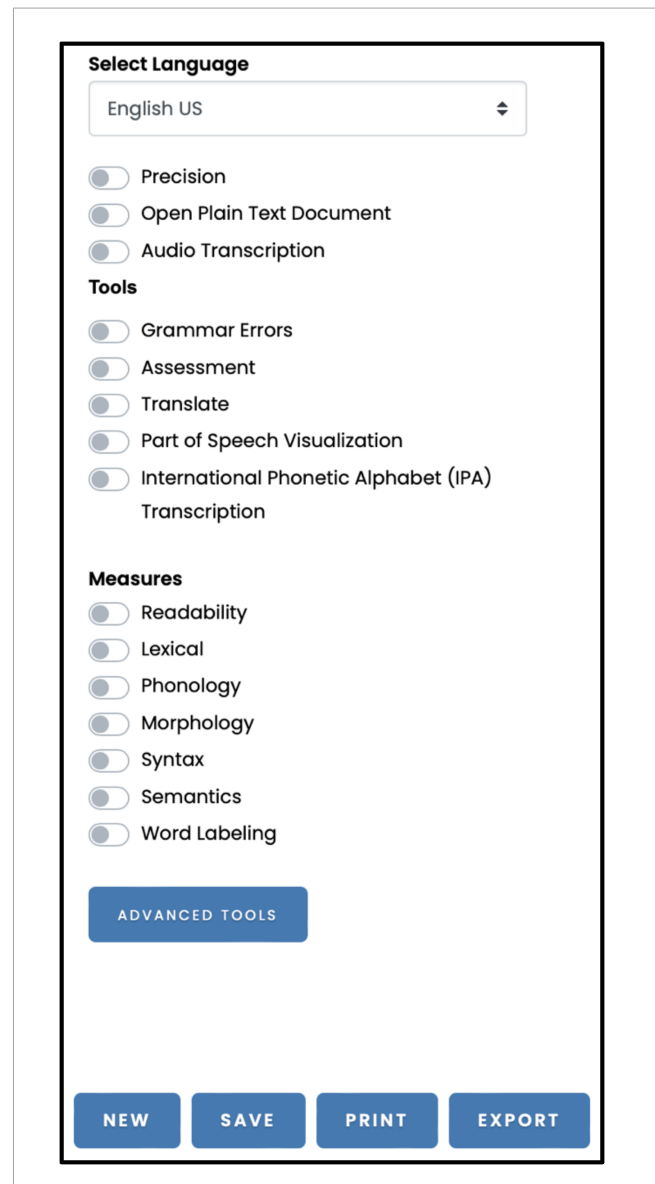 Select Language
English US
Precision
Open Plain Text Document
Audio Transcription
Tools
Grammar Errors
Assessment
Translate
Part of Speech Visualization
International Phonetic Alphabet (IPA)
Transcription
Measures
Readability
Lexical
Phonology
Morphology
Syntax
Semantics
Word Labeling
ADVANCED TOOLS
NEW SAVE PRINT EXPORT